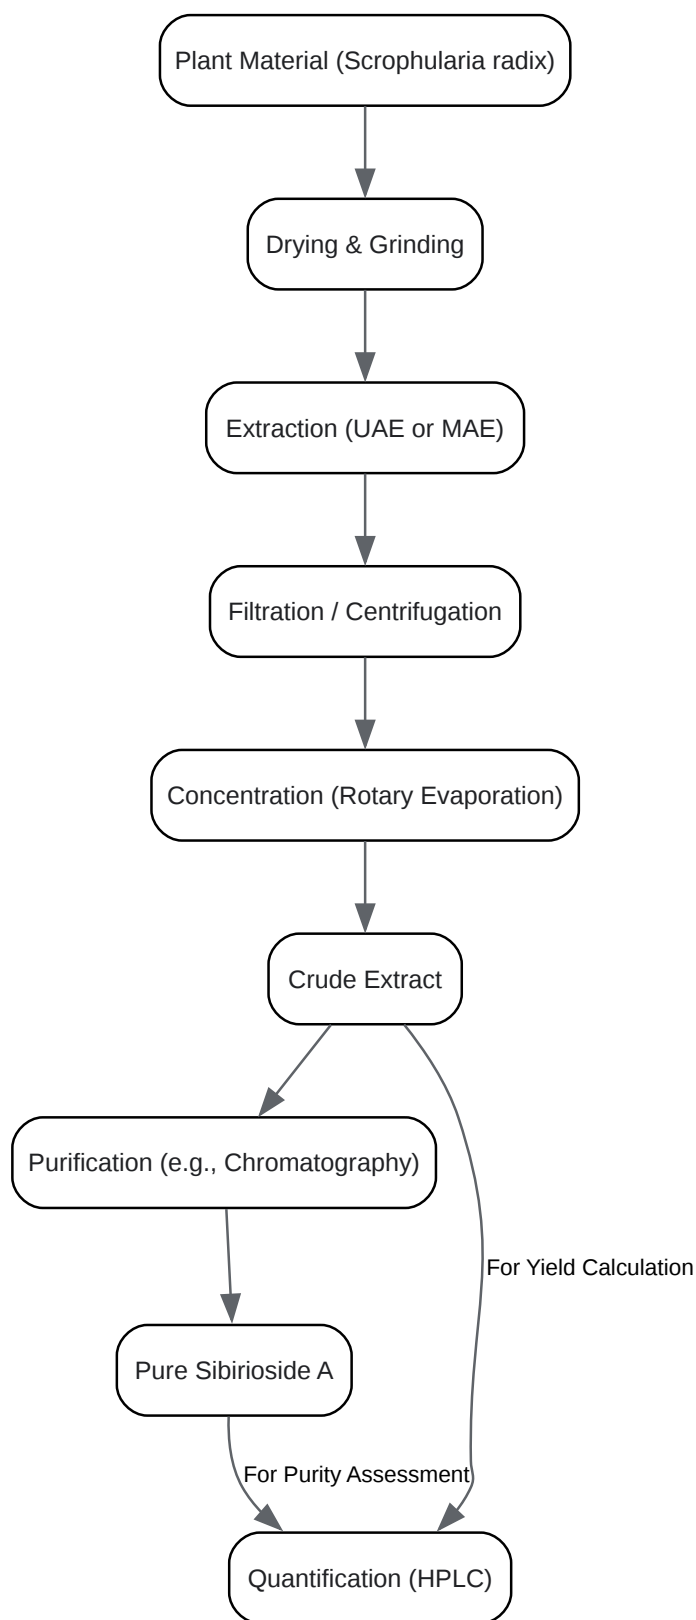 Plant Material (Scrophularia radix)
Drying & Grinding
Extraction (UAE or MAE)
Filtration / Centrifugation
Concentration (Rotary Evaporation)
Crude Extract
Purification (e.g., Chromatography)
For Yield Calculation
Pure Sibirioside A
For Purity Assessment
Quantification (HPLC)